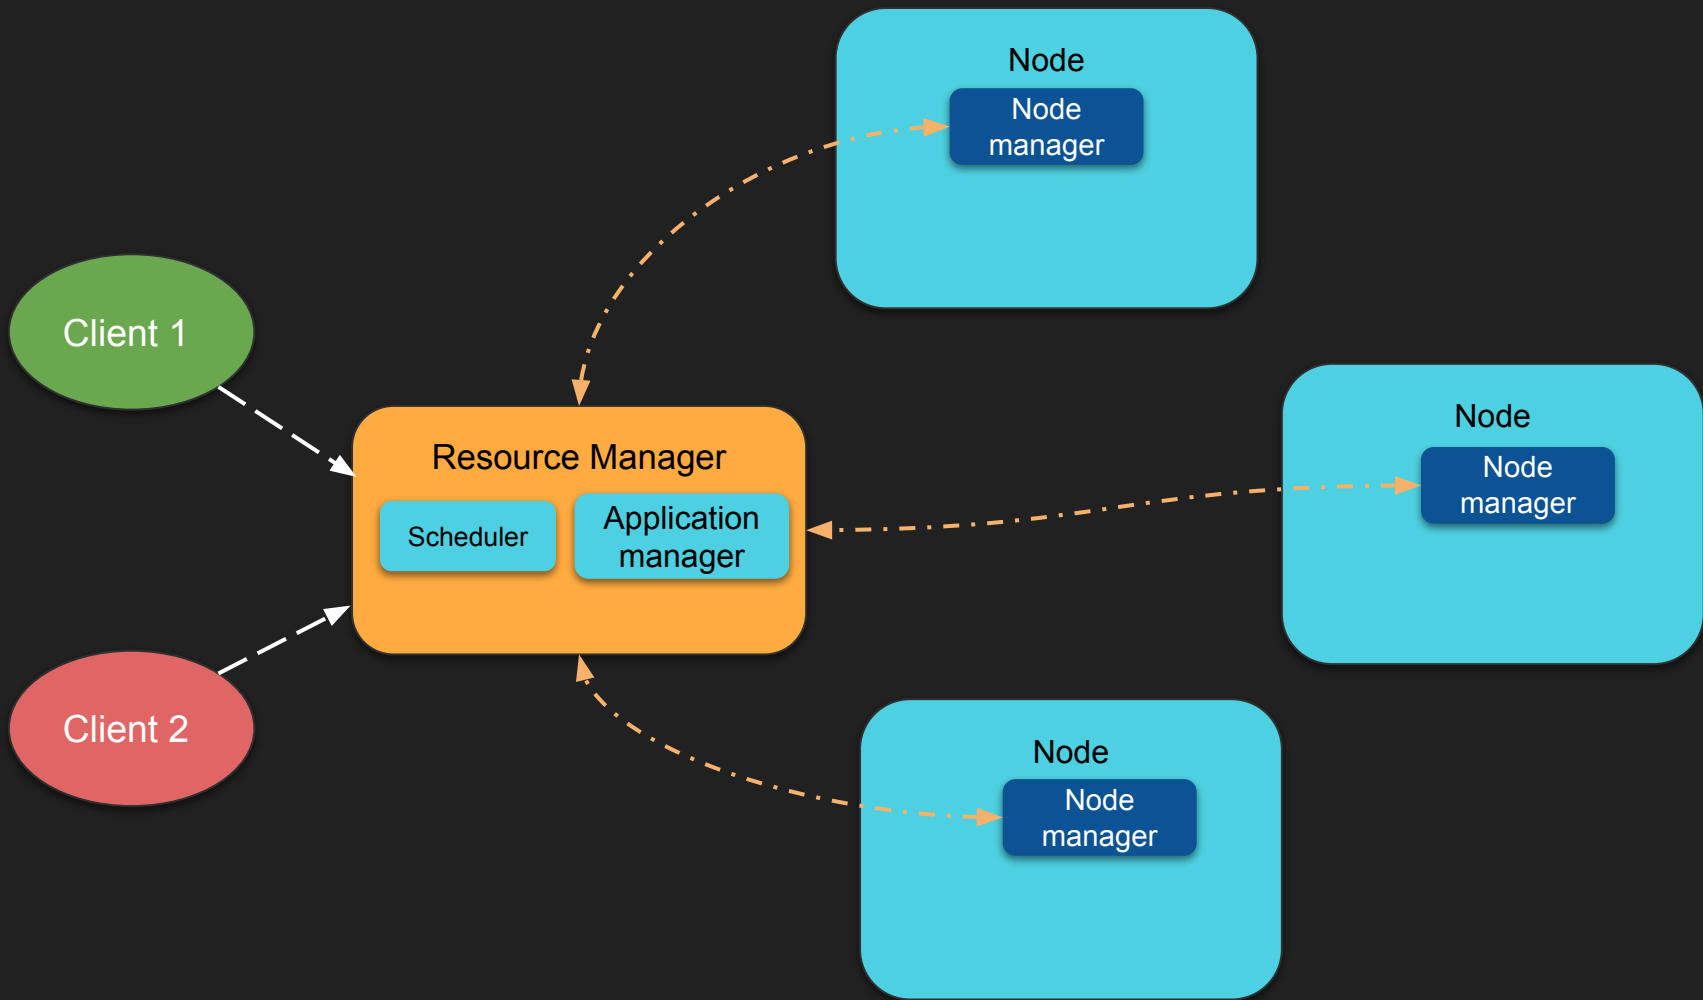 Node
Node
manager
Client 1
Resource Manager
Scheduler
Application
manager
Node
Node
manager
Client 2
Node
Node
manager